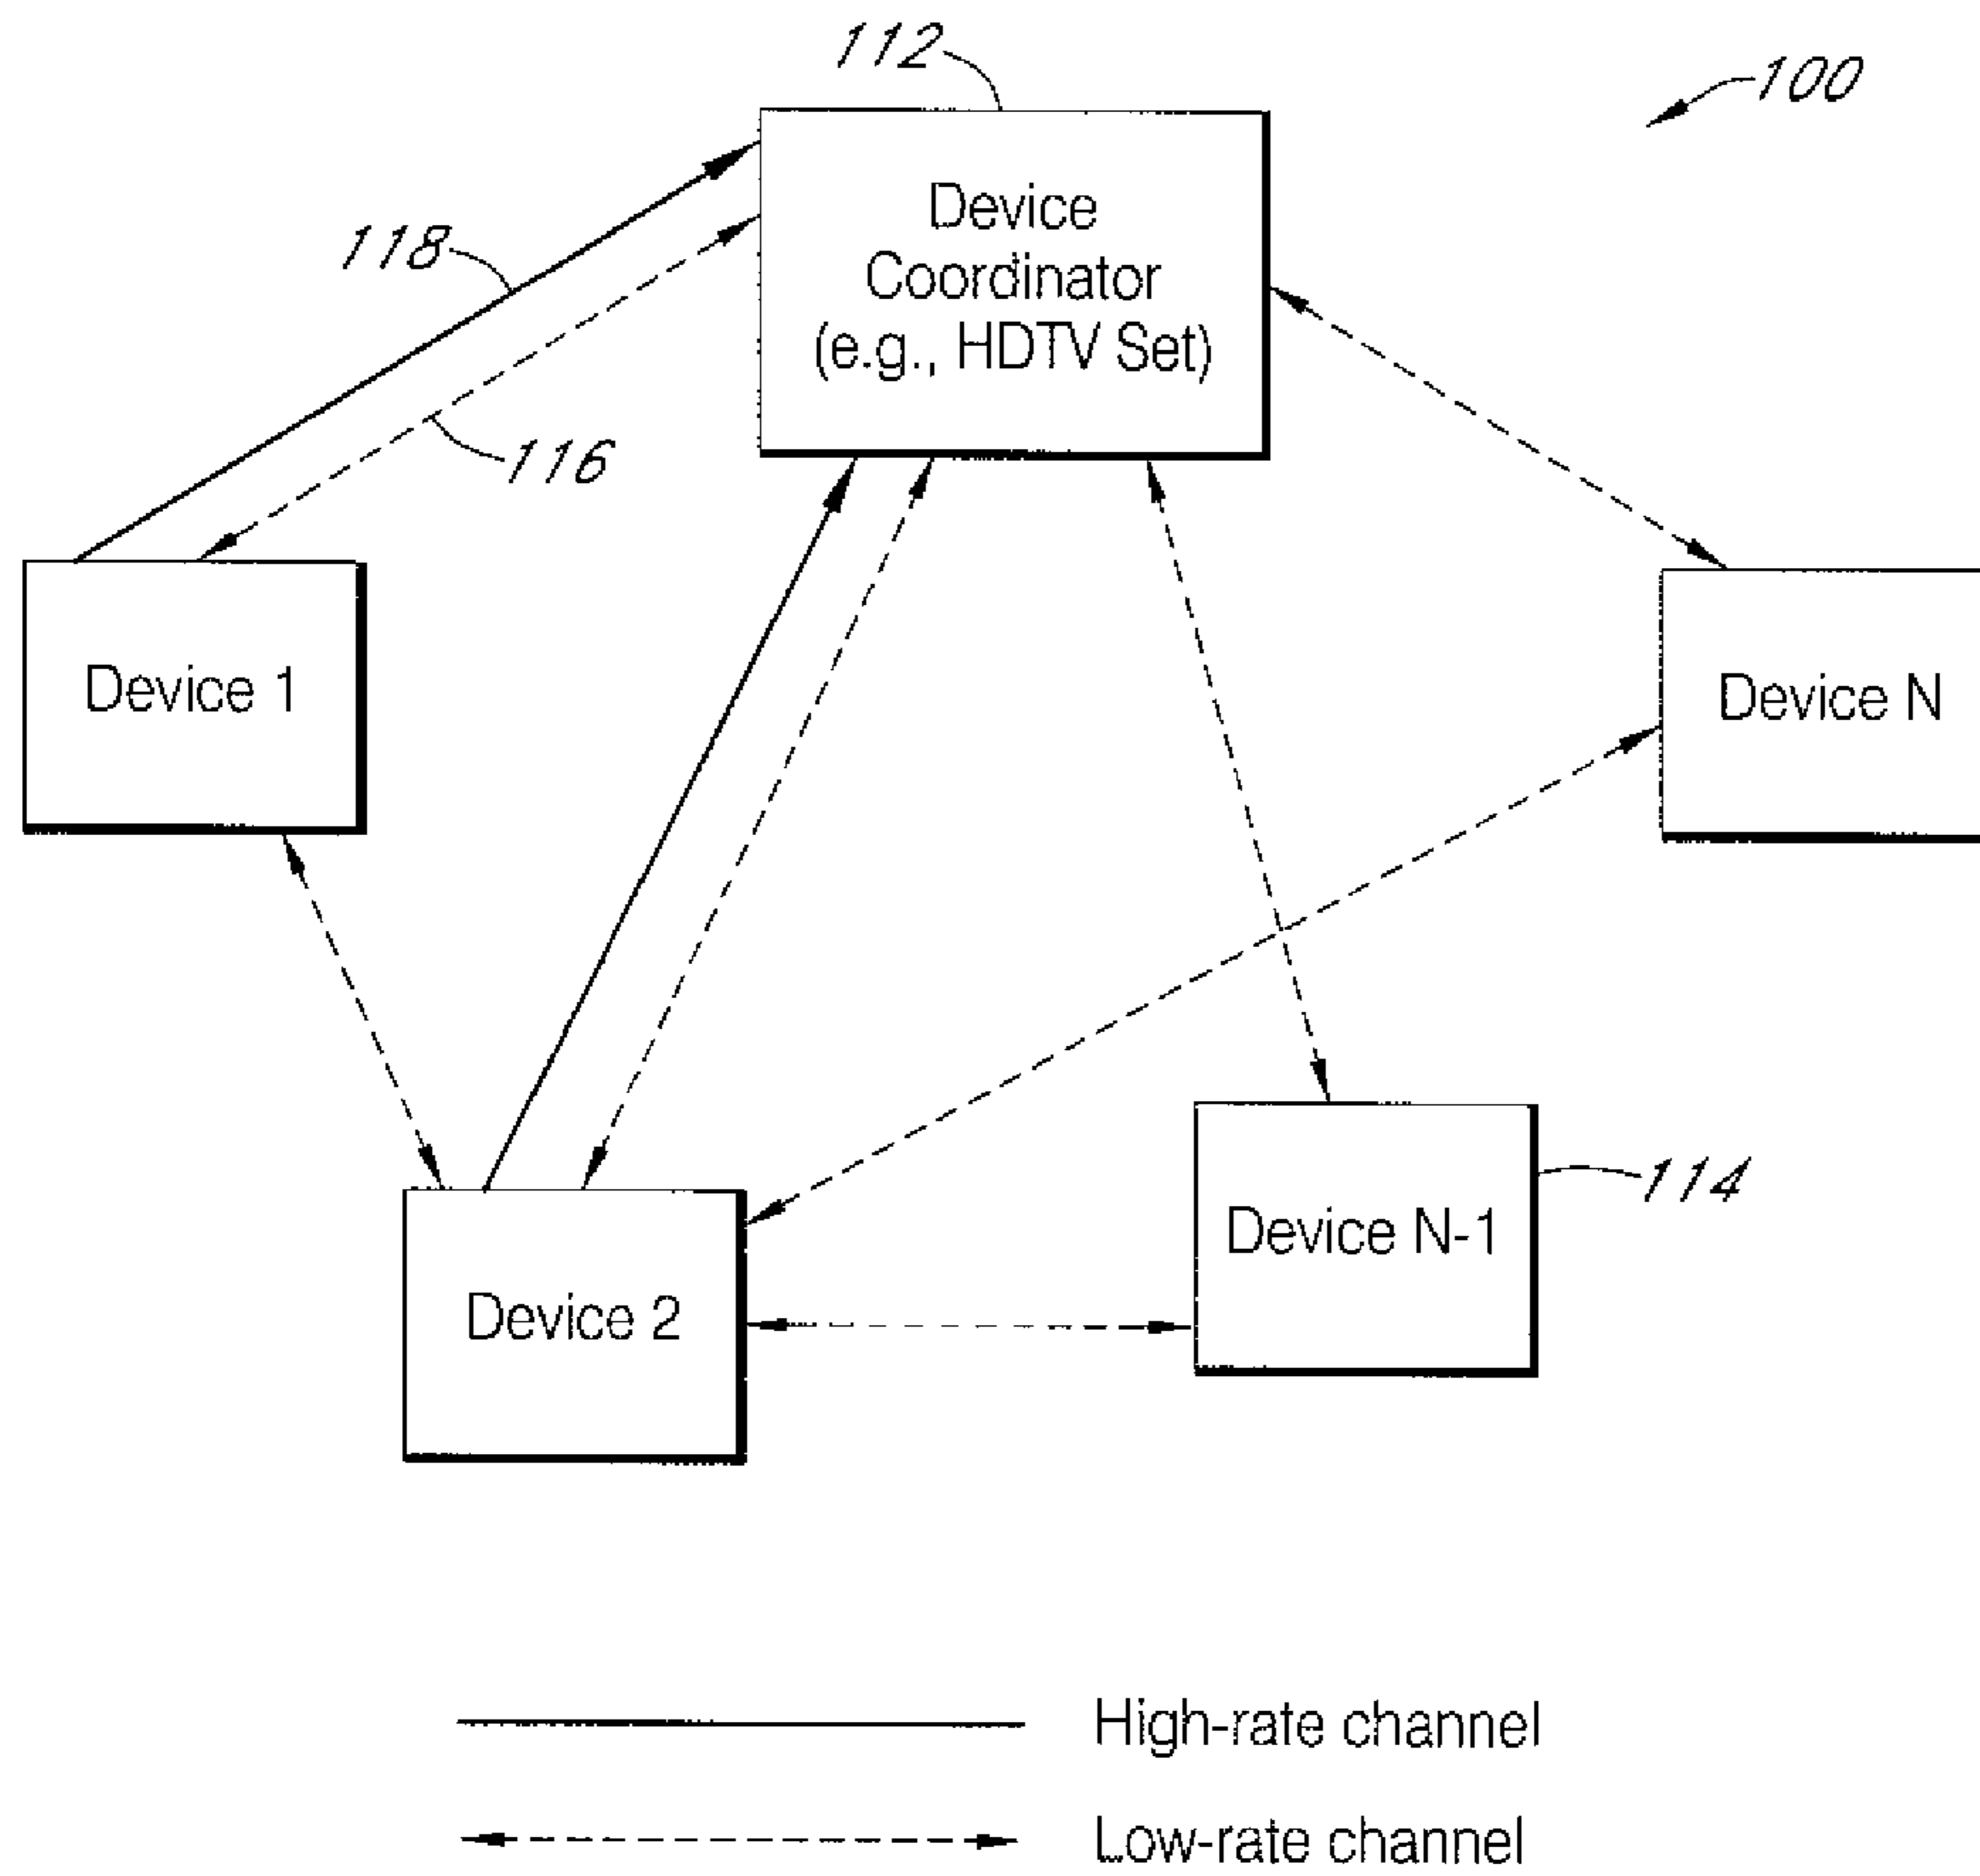 112
100
Device
Coordinator
(e.g., HDTV Set)
118
116
Device 1
Device N
Device N-1
114
Device 2
High-rate channel
Low-rate channel